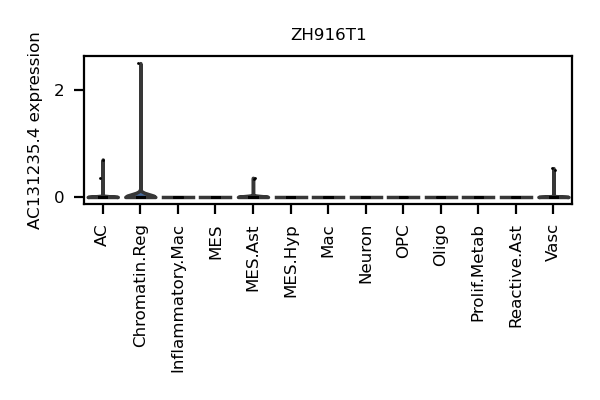 ZH916T1
AC131235.4 expression
2
0
AC
Chromatin.Reg
Inflammatory.Mac
MES
MES.Ast
MES.Hyp
Mac
Neuron
OPC
Oligo
Prolif.Metab
Reactive.Ast
Vasc